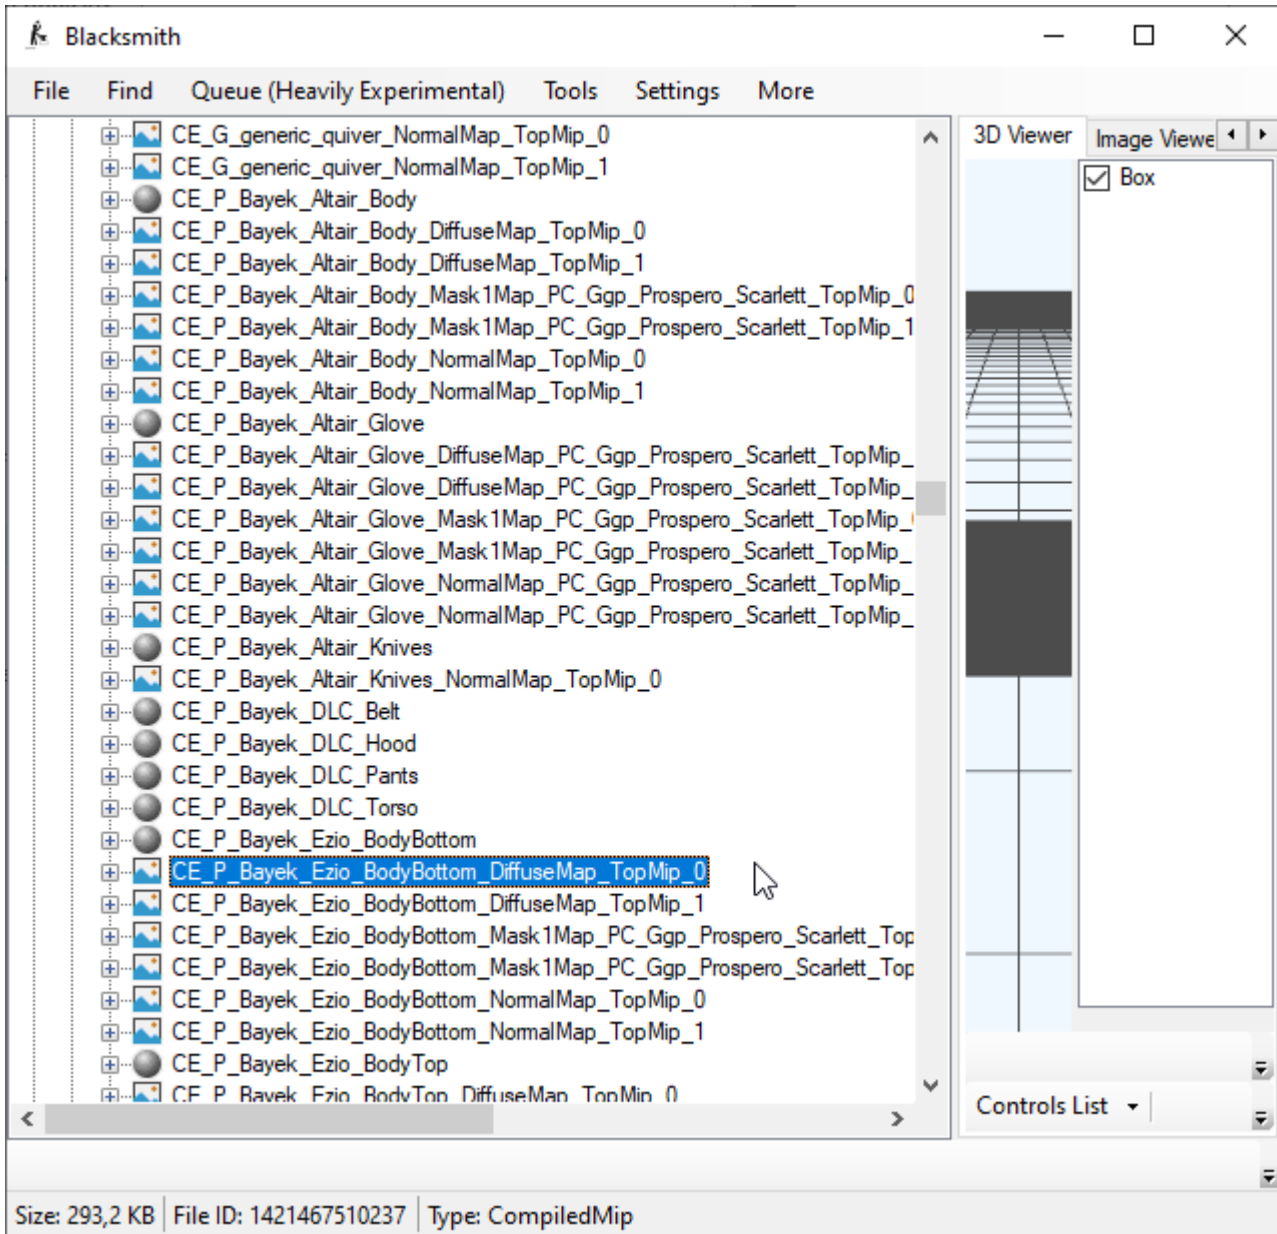 Blacksmith
File Find Queue (Heavily Experimental) Tools Settings More
CE_G_generic_quiver_NormalMap_TopMip_0
CE_G_generic_quiver_NormalMap_TopMip_1
CE_P_Bayek_Altair_Body
CE_P_Bayek_Altair_Body_DiffuseMap_TopMip_0
CE_P_Bayek_Altair_Body_DiffuseMap_TopMip_1
CE_P_Bayek_Altair_Body_Mask1Map_PC_Ggp_Prospero_Scarlett_TopMip_0
CE_P_Bayek_Altair_Body_Mask1Map_PC_Ggp_Prospero_Scarlett_TopMip_1
CE_P_Bayek_Altair_Body_NormalMap_TopMip_0
CE_P_Bayek_Altair_Body_NormalMap_TopMip_1
CE_P_Bayek_Altair_Glove
CE_P_Bayek_Altair_Glove_DiffuseMap_PC_Ggp_Prospero_Scarlett_TopMip_
CE_P_Bayek_Altair_Glove_DiffuseMap_PC_Ggp_Prospero_Scarlett_TopMip_
CE_P_Bayek_Altair_Glove_Mask1Map_PC_Ggp_Prospero_Scarlett_TopMip_
CE_P_Bayek_Altair_Glove_Mask1Map_PC_Ggp_Prospero_Scarlett_TopMip_
CE_P_Bayek_Altair_Glove_NormalMap_PC_Ggp_Prospero_Scarlett_TopMip_
CE_P_Bayek_Altair_Glove_NormalMap_PC_Ggp_Prospero_Scarlett_TopMip_
CE_P_Bayek_Altair_Knives
CE_P_Bayek_Altair_Knives_NormalMap_TopMip_0
CE_P_Bayek_DLC_Belt
CE_P_Bayek_DLC_Hood
CE_P_Bayek_DLC_Pants
CE_P_Bayek_DLC_Torso
CE_P_Bayek_Ezio_BodyBottom
CE_P_Bayek_Ezio_BodyBottom_DiffuseMap_TopMip_0
CE_P_Bayek_Ezio_BodyBottom_DiffuseMap_TopMip_1
CE_P_Bayek_Ezio_BodyBottom_Mask1Map_PC_Ggp_Prospero_Scarlett_Top
CE_P_Bayek_Ezio_BodyBottom_Mask1Map_PC_Ggp_Prospero_Scarlett_Top
CE_P_Bayek_Ezio_BodyBottom_NormalMap_TopMip_0
CE_P_Bayek_Ezio_BodyBottom_NormalMap_TopMip_1
CE_P_Bayek_Ezio_BodyTop
CE_P_Bayek_Ezio_BodyTop_DiffuseMap_TopMip_0
3D Viewer Image Viewe
Box
Controls List
Size: 293,2 KB File ID: 1421467510237 Type: CompiledMip